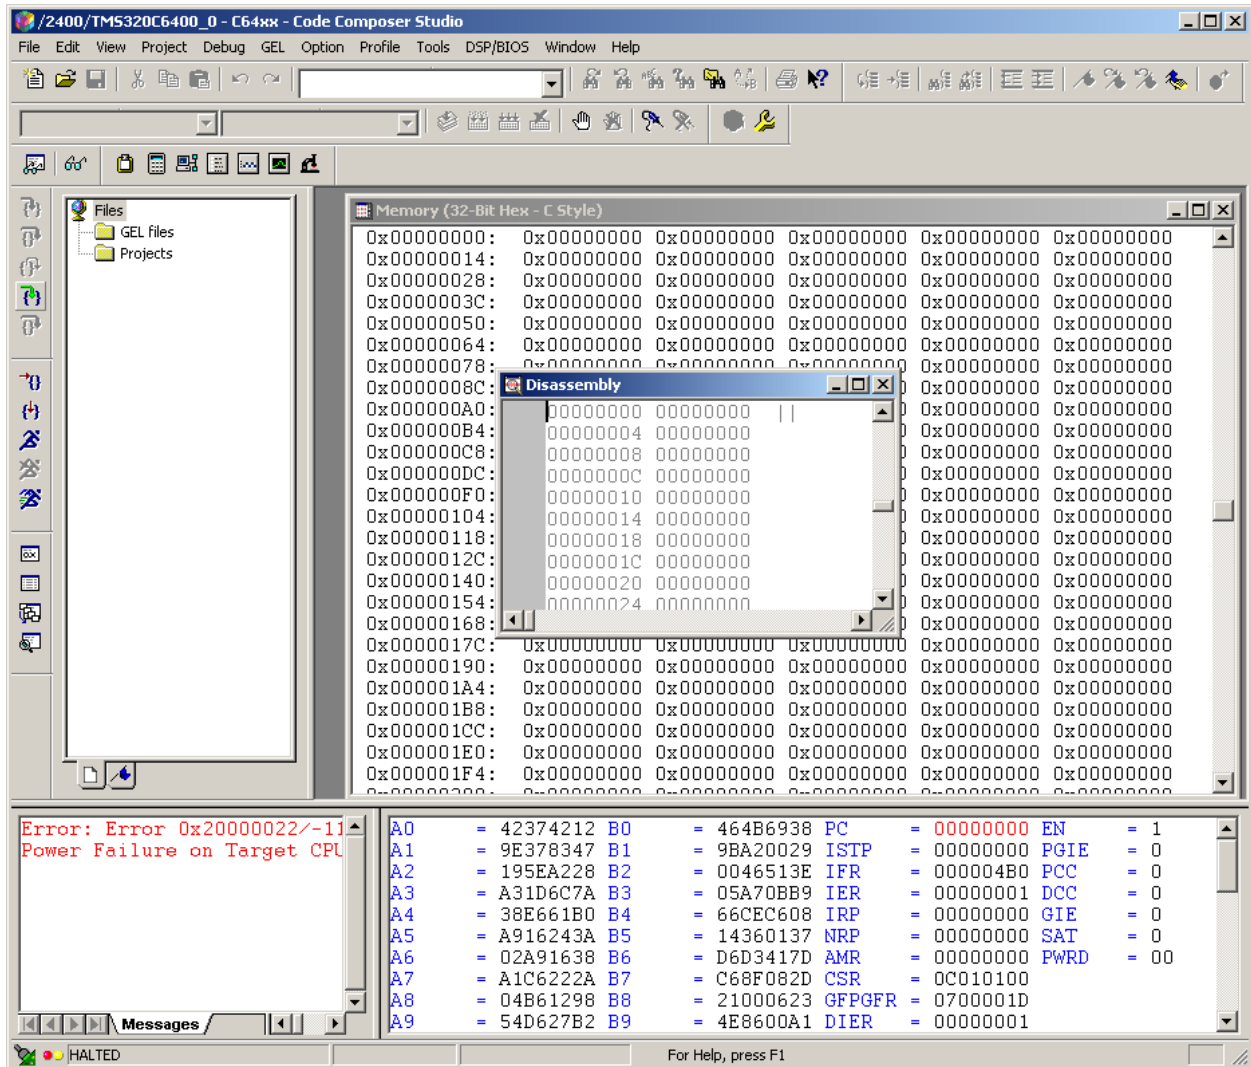 /2400/TMS320C6400_0 - C64xx - Code Composer Studio
File Edit View Project Debug GEL Option Profile Tools DSP/BIOS Window Help
Files
GEL files
Projects
Memory (32-Bit Hex - C Style)
0x00000000: 0x00000000 0x00000000 0x00000000 0x00000000 0x00000000
0x00000014: 0x00000000 0x00000000 0x00000000 0x00000000 0x00000000
0x00000028: 0x00000000 0x00000000 0x00000000 0x00000000 0x00000000
0x0000003C: 0x00000000 0x00000000 0x00000000 0x00000000 0x00000000
0x00000050: 0x00000000 0x00000000 0x00000000 0x00000000 0x00000000
0x00000064: 0x00000000 0x00000000 0x00000000 0x00000000 0x00000000
0x00000078: 0x00000000 0x00000000 0x00000000 0x00000000 0x00000000
0x0000008C: 0x00000000 0x00000000
0x000000A0: 0x00000000 0x00000000
0x000000B4: 0x00000000 0x00000000
0x000000C8: 0x00000000 0x00000000
0x000000DC: 0x00000000 0x00000000
0x000000F0: 0x00000000 0x00000000
0x00000104: 0x00000000 0x00000000
0x00000118: 0x00000000 0x00000000
0x0000012C: 0x00000000 0x00000000
0x00000140: 0x00000000 0x00000000
0x00000154: 0x00000000 0x00000000
0x00000168: 0x00000000 0x00000000
0x0000017C: 0x00000000 0x00000000 0x00000000 0x00000000 0x00000000
0x00000190: 0x00000000 0x00000000 0x00000000 0x00000000 0x00000000
0x000001A4: 0x00000000 0x00000000 0x00000000 0x00000000 0x00000000
0x000001B8: 0x00000000 0x00000000 0x00000000 0x00000000 0x00000000
0x000001CC: 0x00000000 0x00000000 0x00000000 0x00000000 0x00000000
0x000001E0: 0x00000000 0x00000000 0x00000000 0x00000000 0x00000000
0x000001F4: 0x00000000 0x00000000 0x00000000 0x00000000 0x00000000
Disassembly
00000000 00000000 ||
00000004 00000000
00000008 00000000
0000000C 00000000
00000010 00000000
00000014 00000000
00000018 00000000
0000001C 00000000
00000020 00000000
00000024 00000000
Error: Error 0x20000022/-11
Power Failure on Target CPU
Messages
A0 = 42374212 B0 = 464B6938 PC = 00000000 EN = 1
A1 = 9E378347 B1 = 9BA20029 ISTP = 00000000 PGIE = 0
A2 = 195EA228 B2 = 0046513E IFR = 000004B0 PCC = 0
A3 = A31D6C7A B3 = 05A70BB9 IER = 00000001 DCC = 0
A4 = 38E661B0 B4 = 66CEC608 IRP = 00000000 GIE = 0
A5 = A916243A B5 = 14360137 NRP = 00000000 SAT = 0
A6 = 02A91638 B6 = D6D3417D AMR = 00000000 PWRD = 00
A7 = A1C6222A B7 = C68F082D CSR = 0C010100
A8 = 04B61298 B8 = 21000623 GFPGFR = 0700001D
A9 = 54D627B2 B9 = 4E8600A1 DIER = 00000001
HALTED
For Help, press F1